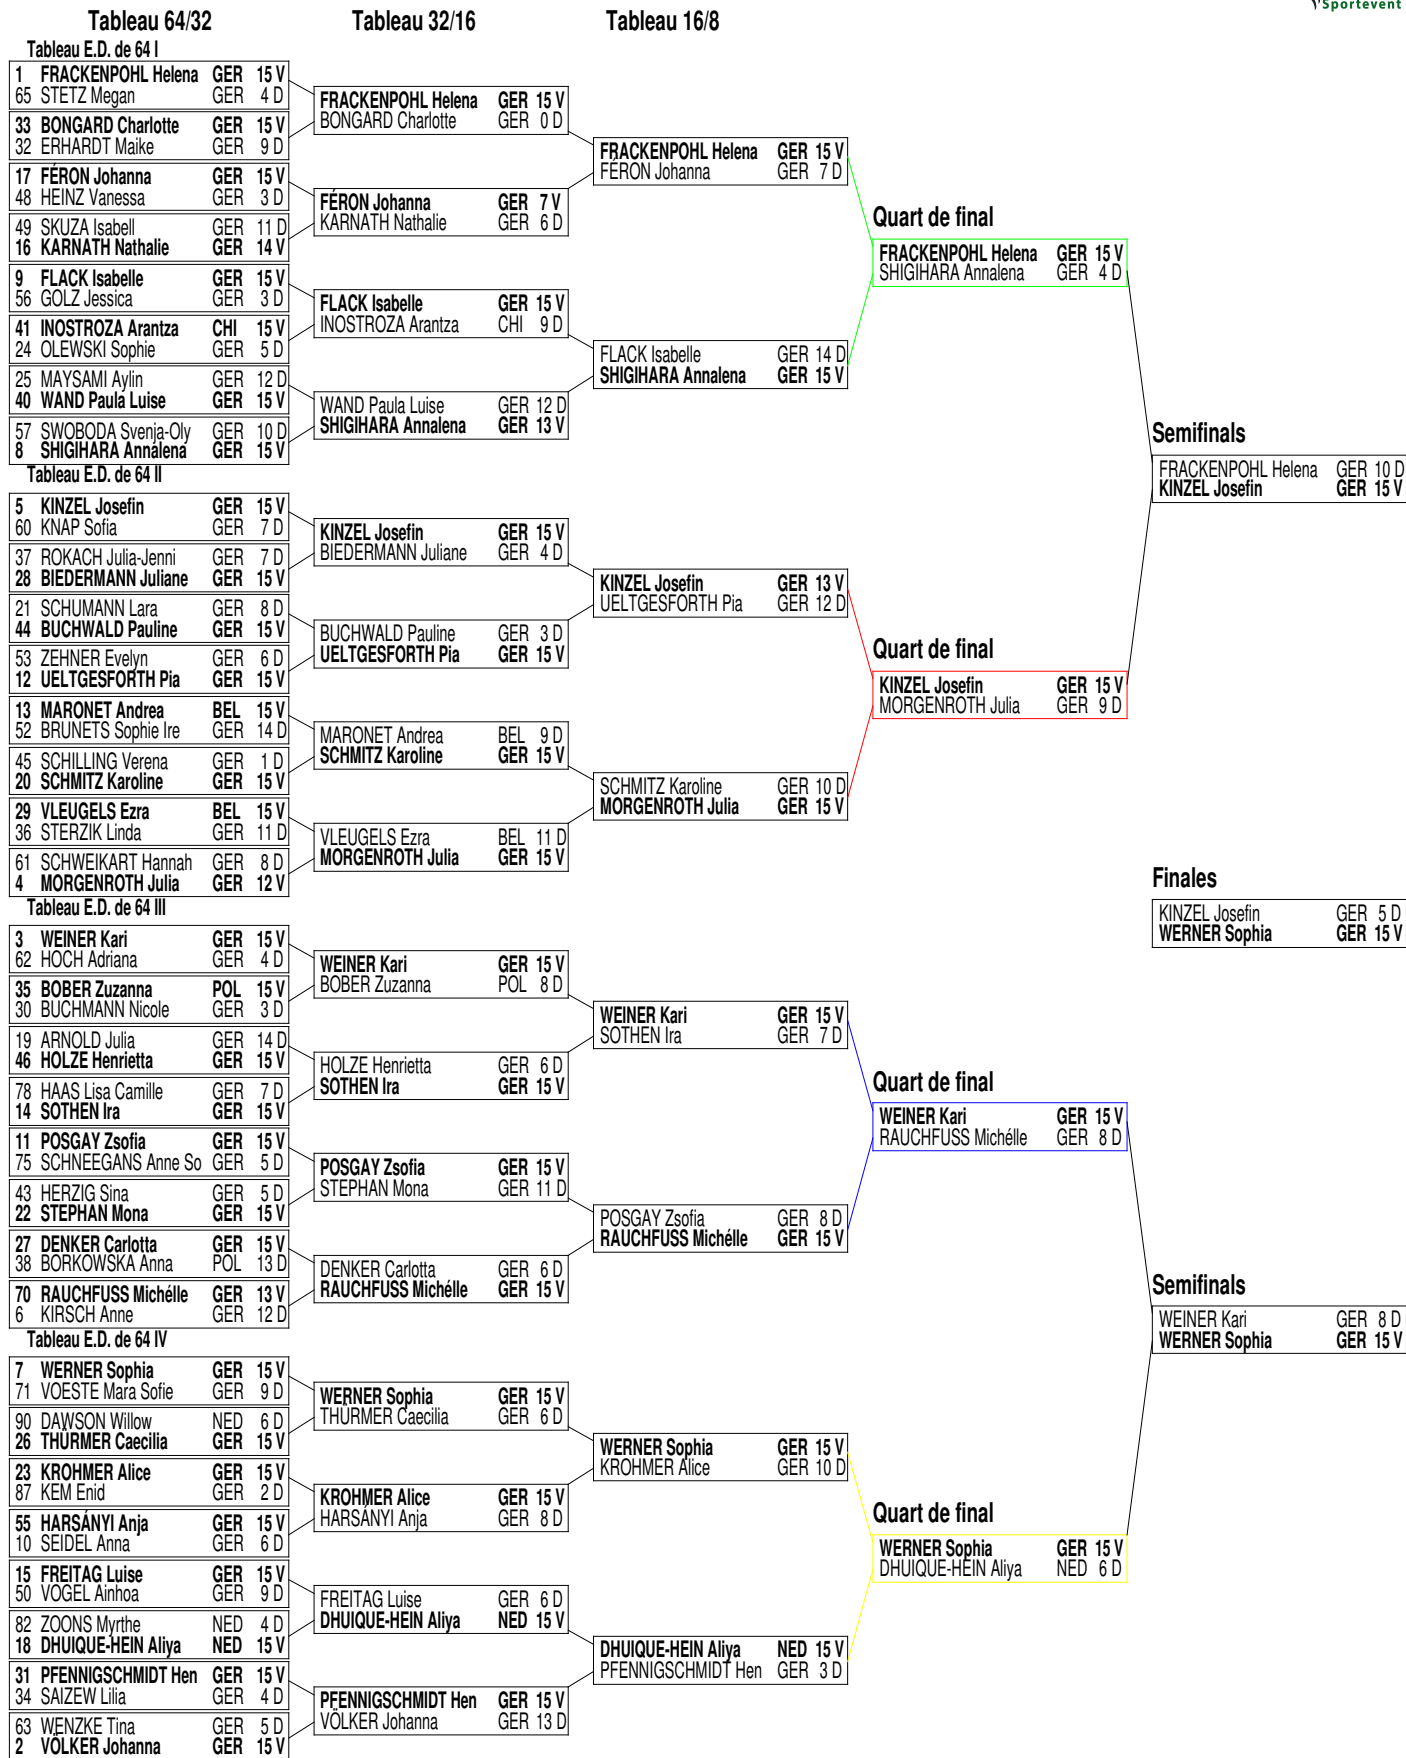 Sportevent
Tableau 64/32 Tableau 32/16 Tableau 16/8
Tableau E.D. de 64 I
1 FRACKENPOHL Helena GER 15 V
65 STETZ Megan GER 4 D
33 BONGARD Charlotte GER 15 V
32 ERHARDT Maike GER 9 D
17 FÉRON Johanna GER 15 V
48 HEINZ Vanessa GER 3 D
49 SKUZA Isabell GER 11 D
16 KARNATH Nathalie GER 14 V
9 FLACK Isabelle GER 15 V
56 GOLZ Jessica GER 3 D
41 INOSTROZA Arantza CHI 15 V
24 OLEWSKI Sophie GER 5 D
25 MAYSAMI Aylin GER 12 D
40 WAND Paula Luise GER 15 V
57 SWOBODA Svenja-Oly GER 10 D
8 SHIGIHARA Annalena GER 15 V
Tableau E.D. de 64 II
5 KINZEL Josefin GER 15 V
60 KNAP Sofia GER 7 D
37 ROKACH Julia-Jenni GER 7 D
28 BIEDERMANN Juliane GER 15 V
21 SCHUMANN Lara GER 8 D
44 BUCHWALD Pauline GER 15 V
53 ZEHNER Evelyn GER 6 D
12 UELTGESFORTH Pia GER 15 V
13 MARONET Andrea BEL 15 V
52 BRUNETS Sophie Ire GER 14 D
45 SCHILLING Verena GER 1 D
20 SCHMITZ Karoline GER 15 V
29 VLEUGELS Ezra BEL 15 V
36 STERZIK Linda GER 11 D
61 SCHWEIKART Hannah GER 8 D
4 MORGENROTH Julia GER 12 V
Tableau E.D. de 64 III
3 WEINER Kari GER 15 V
62 HOCH Adriana GER 4 D
35 BOBER Zuzanna POL 15 V
30 BUCHMANN Nicole GER 3 D
19 ARNOLD Julia GER 14 D
46 HOLZE Henrietta GER 15 V
78 HAAS Lisa Camille GER 7 D
14 SOTHEN Ira GER 15 V
11 POSGAY Zsofia GER 15 V
75 SCHNEEGANS Anne So GER 5 D
43 HERZIG Sina GER 5 D
22 STEPHAN Mona GER 15 V
27 DENKER Carlotta GER 15 V
38 BORKOWSKA Anna POL 13 D
70 RAUCHFUSS Michélle GER 13 V
6 KIRSCH Anne GER 12 D
Tableau E.D. de 64 IV
7 WERNER Sophia GER 15 V
71 VOESTE Mara Sofie GER 9 D
90 DAWSON Willow NED 6 D
26 THÜRMER Caecilia GER 15 V
23 KROHMER Alice GER 15 V
87 KEM Enid GER 2 D
55 HARSÁNYI Anja GER 15 V
10 SEIDEL Anna GER 6 D
15 FREITAG Luise GER 15 V
50 VOGEL Ainhoa GER 9 D
82 ZOONS Myrthe NED 4 D
18 DHUIQUE-HEIN Aliya NED 15 V
31 PFENNIGSCHMIDT Hen GER 15 V
34 SAIZEW Lilia GER 4 D
63 WENZKE Tina GER 5 D
2 VÖLKER Johanna GER 15 V
FRACKENPOHL Helena GER 15 V
BONGARD Charlotte GER 0 D
FÉRON Johanna GER 7 V
KARNATH Nathalie GER 6 D
FLACK Isabelle GER 15 V
INOSTROZA Arantza CHI 9 D
WAND Paula Luise GER 12 D
SHIGIHARA Annalena GER 13 V
KINZEL Josefin GER 15 V
BIEDERMANN Juliane GER 4 D
BUCHWALD Pauline GER 3 D
UELTGESFORTH Pia GER 15 V
MARONET Andrea BEL 9 D
SCHMITZ Karoline GER 15 V
VLEUGELS Ezra BEL 11 D
MORGENROTH Julia GER 15 V
WEINER Kari GER 15 V
BOBER Zuzanna POL 8 D
HOLZE Henrietta GER 6 D
SOTHEN Ira GER 15 V
POSGAY Zsofia GER 15 V
STEPHAN Mona GER 11 D
DENKER Carlotta GER 6 D
RAUCHFUSS Michélle GER 15 V
WERNER Sophia GER 15 V
THÜRMER Caecilia GER 6 D
KROHMER Alice GER 15 V
HARSÁNYI Anja GER 8 D
FREITAG Luise GER 6 D
DHUIQUE-HEIN Aliya NED 15 V
PFENNIGSCHMIDT Hen GER 15 V
VÖLKER Johanna GER 13 D
FRACKENPOHL Helena GER 15 V
FÉRON Johanna GER 7 D
FLACK Isabelle GER 14 D
SHIGIHARA Annalena GER 15 V
KINZEL Josefin GER 13 V
UELTGESFORTH Pia GER 12 D
SCHMITZ Karoline GER 10 D
MORGENROTH Julia GER 15 V
WEINER Kari GER 15 V
SOTHEN Ira GER 7 D
POSGAY Zsofia GER 8 D
RAUCHFUSS Michélle GER 15 V
WERNER Sophia GER 15 V
KROHMER Alice GER 10 D
DHUIQUE-HEIN Aliya NED 15 V
PFENNIGSCHMIDT Hen GER 3 D
Quart de final
FRACKENPOHL Helena GER 15 V
SHIGIHARA Annalena GER 4 D
Quart de final
KINZEL Josefin GER 15 V
MORGENROTH Julia GER 9 D
Quart de final
WEINER Kari GER 15 V
RAUCHFUSS Michélle GER 8 D
Quart de final
WERNER Sophia GER 15 V
DHUIQUE-HEIN Aliya NED 6 D
Semifinals
FRACKENPOHL Helena GER 10 D
KINZEL Josefin GER 15 V
Finales
KINZEL Josefin GER 5 D
WERNER Sophia GER 15 V
Semifinals
WEINER Kari GER 8 D
WERNER Sophia GER 15 V